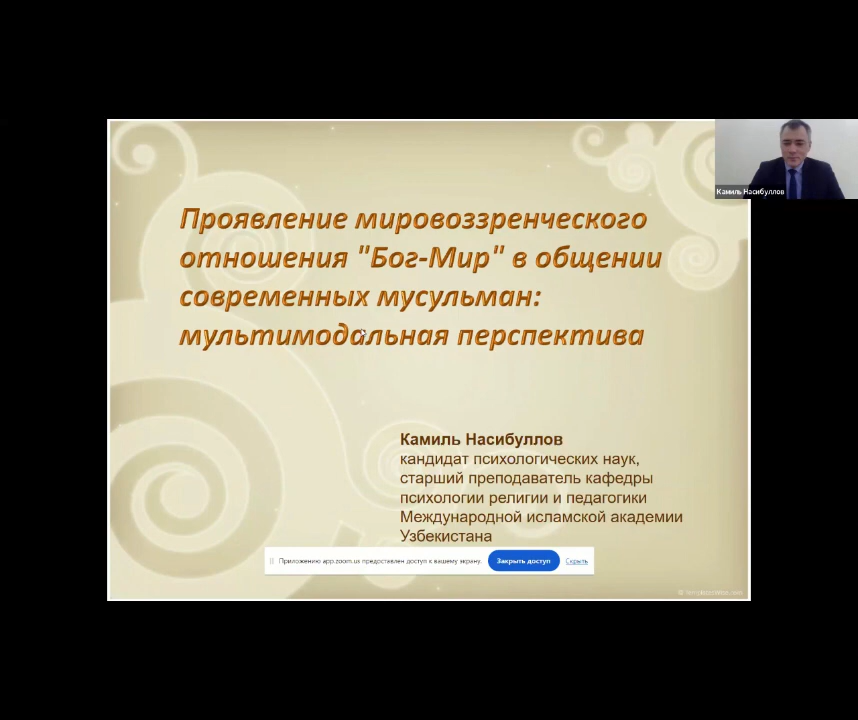 Камиль Насибуллов
Проявление мировоззренческого
отношения "Бог-Мир" в общении
современных мусульман:
мультимодальная перспектива
Камиль Насибуллов
кандидат психологических наук,
старший преподаватель кафедры
психологии религии и педагогики
Международной исламской академии
Узбекистана
Приложению app.zoom.us предоставлен доступ к вашему экрану.
Закрыть доступ
Скрыть